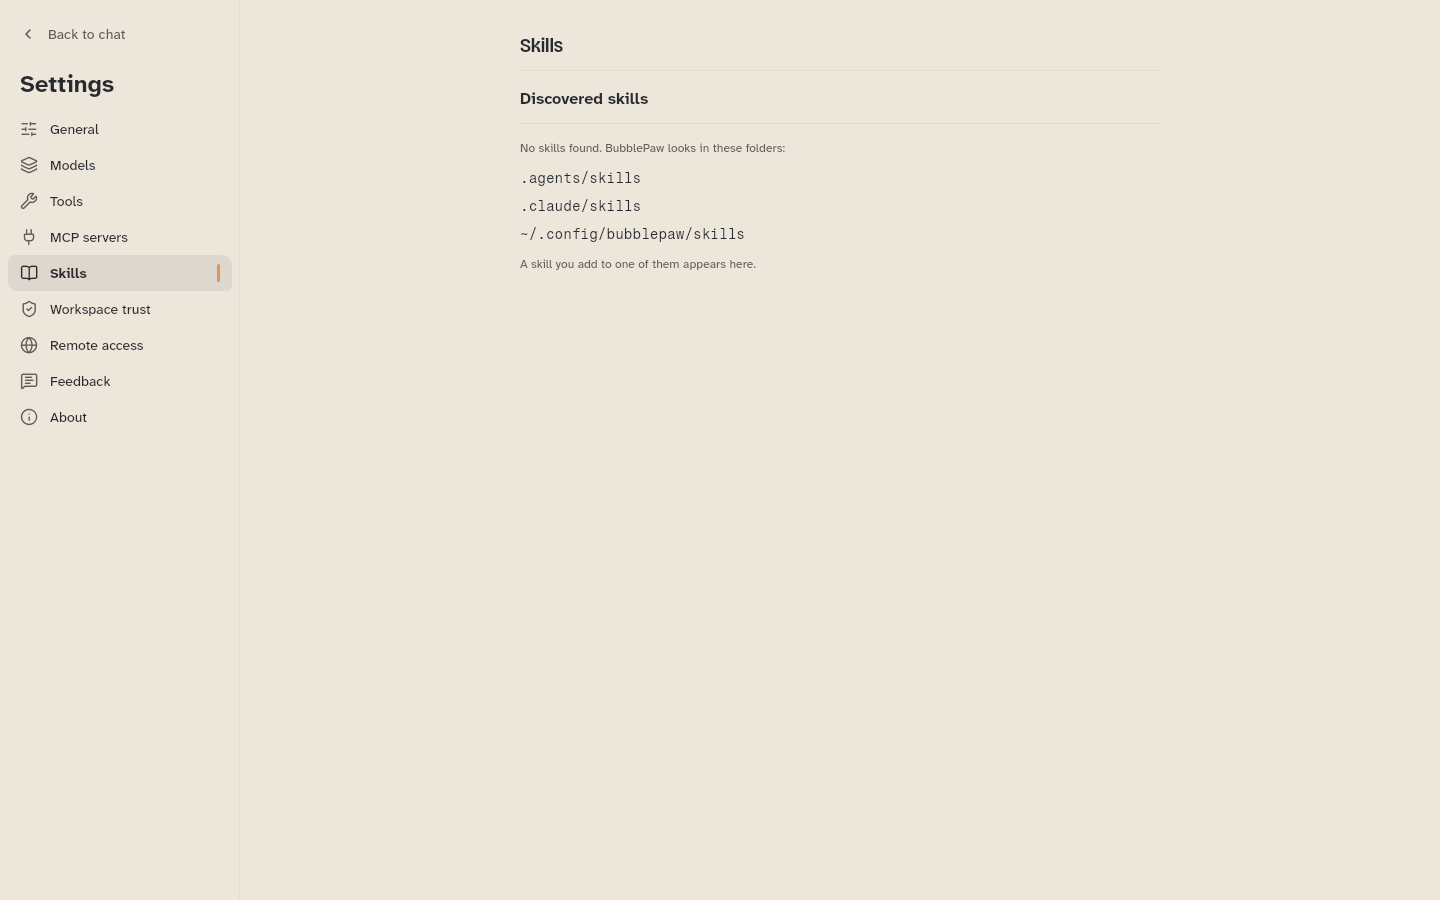 Back to chat
Settings
General
Models
Tools
MCP servers
Skills
Workspace trust
Remote access
Feedback
About
Skills
Discovered skills
No skills found. BubblePaw looks in these folders:
.agents/skills
.claude/skills
~/.config/bubblepaw/skills
A skill you add to one of them appears here.